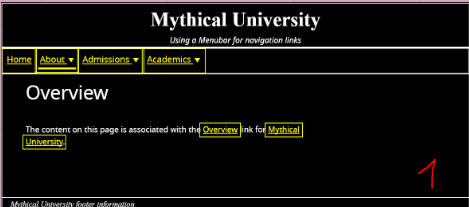 Mythical University
Using a Menubar for navigation links
Home About ▼ Admissions ▼ Academics ▼
Overview
The content on this page is associated with the Overview link for Mythical
University.
1
Mythical University footer information